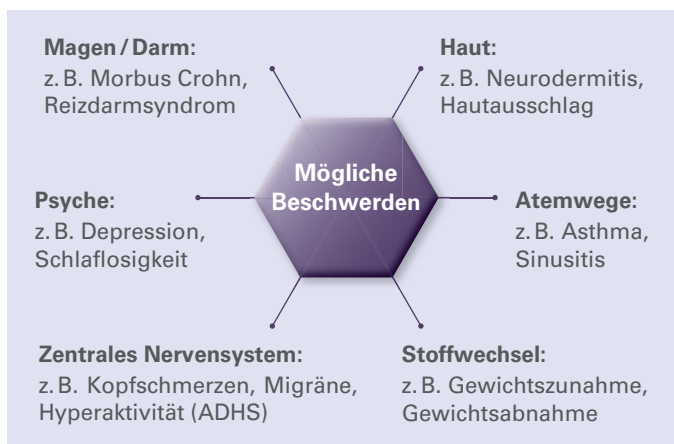 Magen / Darm:
z. B. Morbus Crohn,
Reizdarmsyndrom
Haut:
z. B. Neurodermitis,
Hautausschlag
Mögliche
Beschwerden
Psyche:
z. B. Depression,
Schlaflosigkeit
Atemwege:
z. B. Asthma,
Sinusitis
Zentrales Nervensystem:
z. B. Kopfschmerzen, Migräne,
Hyperaktivität (ADHS)
Stoffwechsel:
z. B. Gewichtszunahme,
Gewichtsabnahme